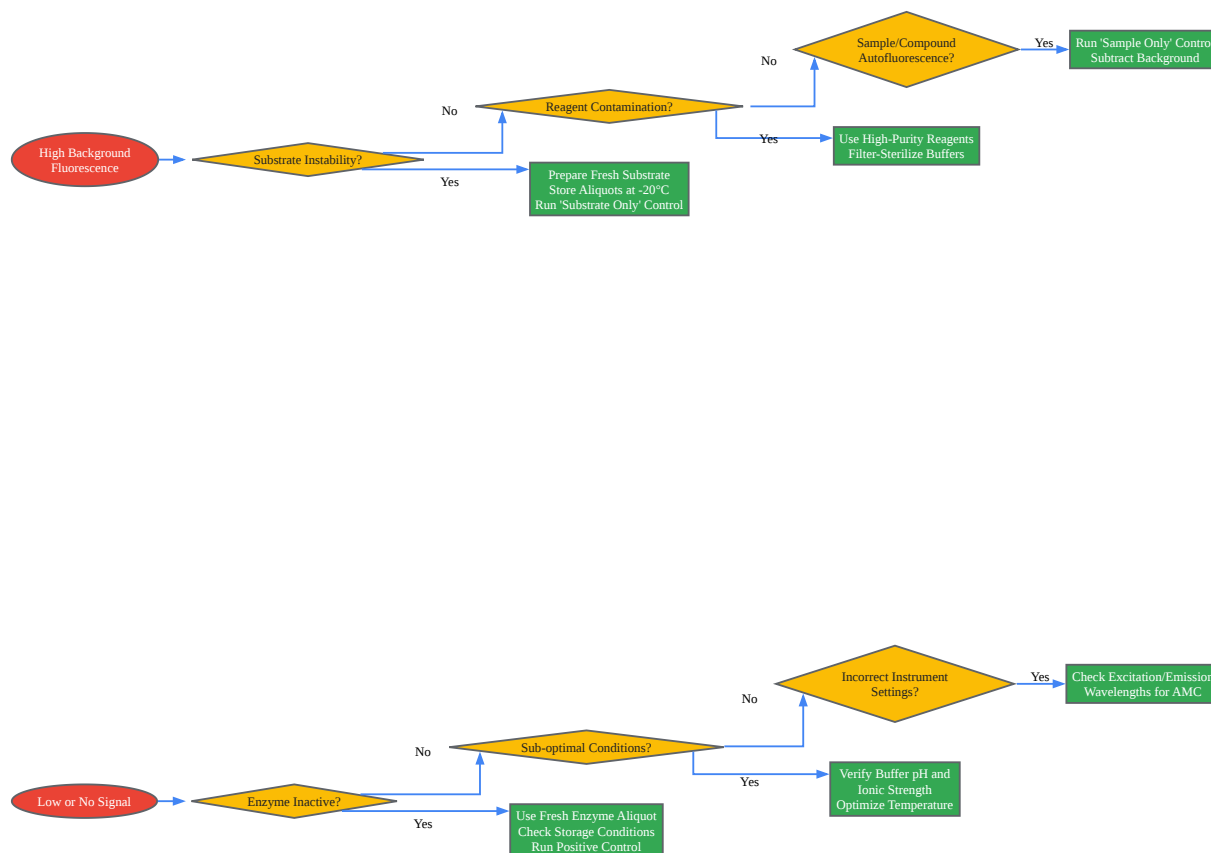 Sample/Compound
Autofluorescence?
Yes
Run 'Sample Only' Contro
Subtract Background
No
Reagent Contamination?
No
Yes
Use High-Purity Reagents
Filter-Sterilize Buffers
High Background
Fluorescence
Substrate Instability?
Yes
Prepare Fresh Substrate
Store Aliquots at -20°C
Run 'Substrate Only' Control
Incorrect Instrument
Settings?
Yes
Check Excitation/Emission
Wavelengths for AMC
No
Sub-optimal Conditions?
No
Yes
Verify Buffer pH and
Ionic Strength
Optimize Temperature
Low or No Signal
Enzyme Inactive?
Yes
Use Fresh Enzyme Aliquot
Check Storage Conditions
Run Positive Control